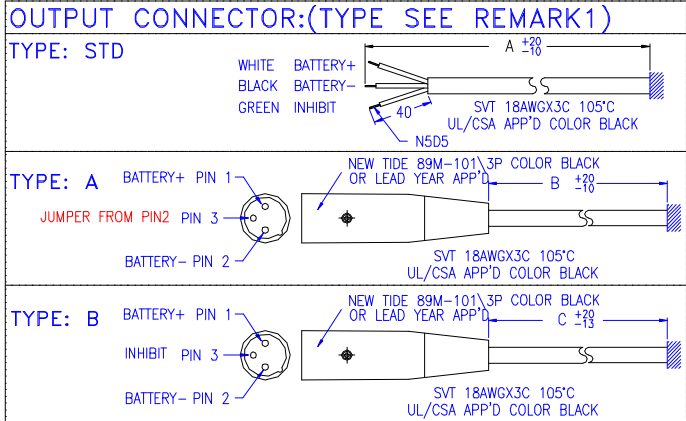 OUTPUT CONNECTOR:(TYPE SEE REMARK1)
TYPE: STD
A +20 -10
WHITE BATTERY+
BLACK BATTERY-
GREEN INHIBIT
40
N5D5
SVT 18AWGX3C 105°C
UL/CSA APP'D COLOR BLACK
TYPE: A
BATTERY+ PIN 1
JUMPER FROM PIN2 PIN 3
BATTERY- PIN 2
NEW TIDE 89M-101\3P COLOR BLACK
OR LEAD YEAR APP'D
B +20 -10
SVT 18AWGX3C 105°C
UL/CSA APP'D COLOR BLACK
TYPE: B
BATTERY+ PIN 1
INHIBIT PIN 3
BATTERY- PIN 2
NEW TIDE 89M-101\3P COLOR BLACK
OR LEAD YEAR APP'D
C +20 -13
SVT 18AWGX3C 105°C
UL/CSA APP'D COLOR BLACK